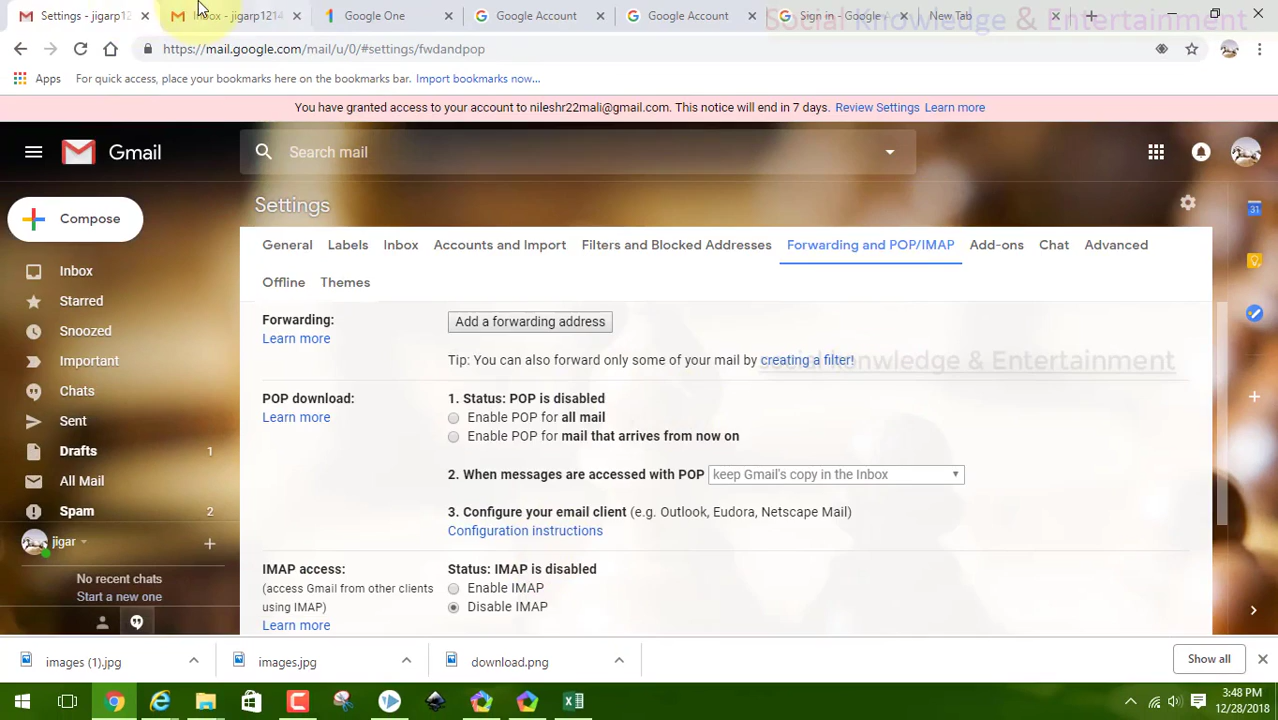 Settings - jigarp12
Inbox - jigarp1214
Google One
Google Account
Google Account
Sign in - Google
New Tab
Social Knowledge & Entertainment
https://mail.google.com/mail/u/0/#settings/fwdandpop
Apps
For quick access, place your bookmarks here on the bookmarks bar. Import bookmarks now...
You have granted access to your account to nileshr22mali@gmail.com. This notice will end in 7 days. Review Settings Learn more
Gmail
Search mail
Compose
Settings
General Labels Inbox Accounts and Import Filters and Blocked Addresses Forwarding and POP/IMAP Add-ons Chat Advanced
Offline Themes
Inbox
Starred
Snoozed
Important
Chats
Sent
Drafts 1
All Mail
Spam 2
jigar
No recent chats
Start a new one
Forwarding:
Learn more
Add a forwarding address
Tip: You can also forward only some of your mail by creating a filter!
social knowledge & Entertainment
POP download:
Learn more
1. Status: POP is disabled
Enable POP for all mail
Enable POP for mail that arrives from now on
2. When messages are accessed with POP keep Gmail's copy in the Inbox
3. Configure your email client (e.g. Outlook, Eudora, Netscape Mail)
Configuration instructions
IMAP access:
(access Gmail from other clients
using IMAP)
Learn more
Status: IMAP is disabled
Enable IMAP
Disable IMAP
31
images (1).jpg
images.jpg
download.png
Show all
3:48 PM
12/28/2018